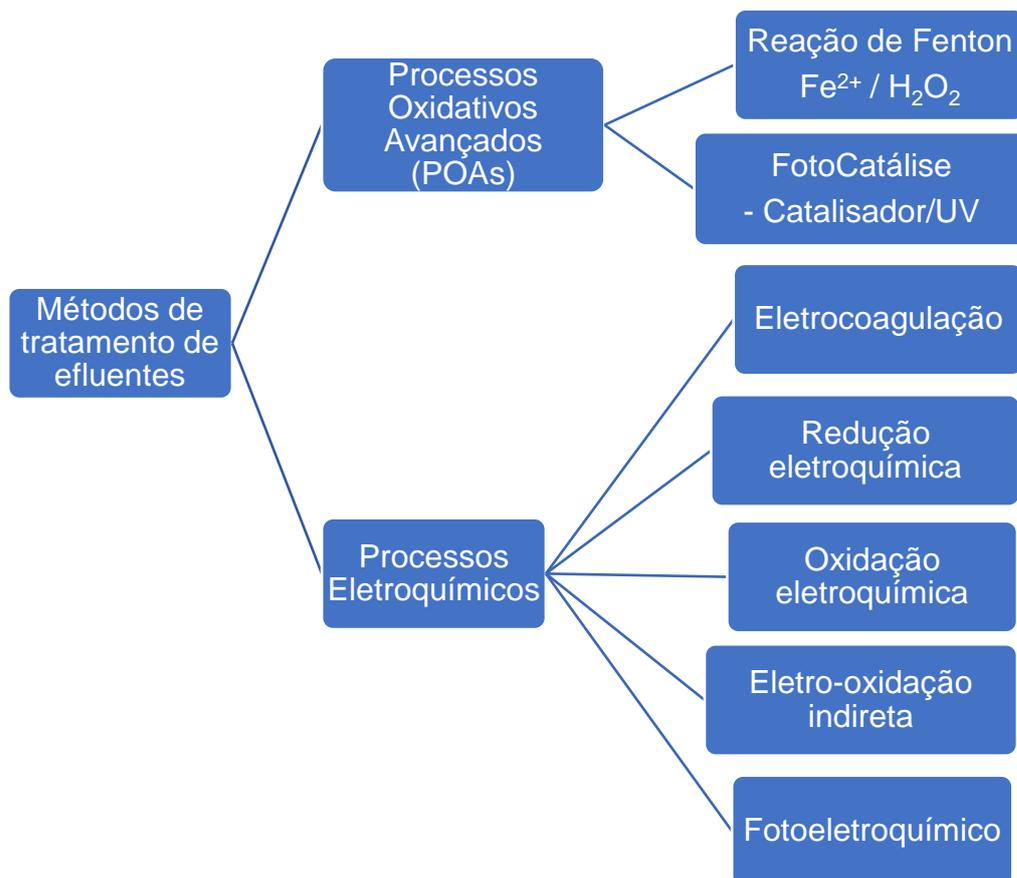 Métodos de
tratamento de
efluentes
Processos
Oxidativos
Avançados
(POAs)
Reação de Fenton
Fe²⁺ / H₂O₂
FotoCatálise
- Catalisador/UV
Processos
Eletroquímicos
Eletrocoagulação
Redução
eletroquímica
Oxidação
eletroquímica
Eletro-oxidação
indireta
Fotoeletroquímico